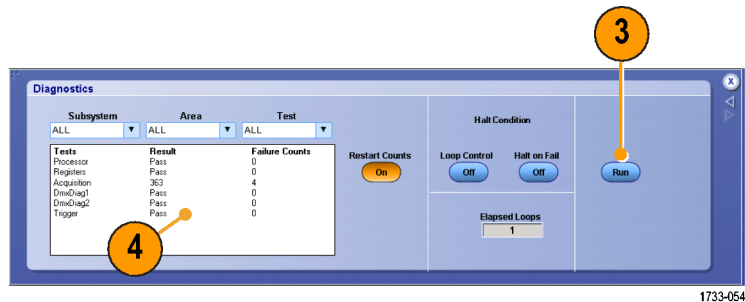 3
Diagnostics
X
Subsystem Area Test
ALL ALL ALL
Halt Condition
Tests Result Failure Counts
Processor Pass 0
Registers Pass 0
Acquisition 363 4
DmxDiag1 Pass 0
DmxDiag2 Pass 0
Trigger Pass 0
Restart Counts
On
Loop Control Halt on Fail
Off Off
Run
Elapsed Loops
1
4
1733-054